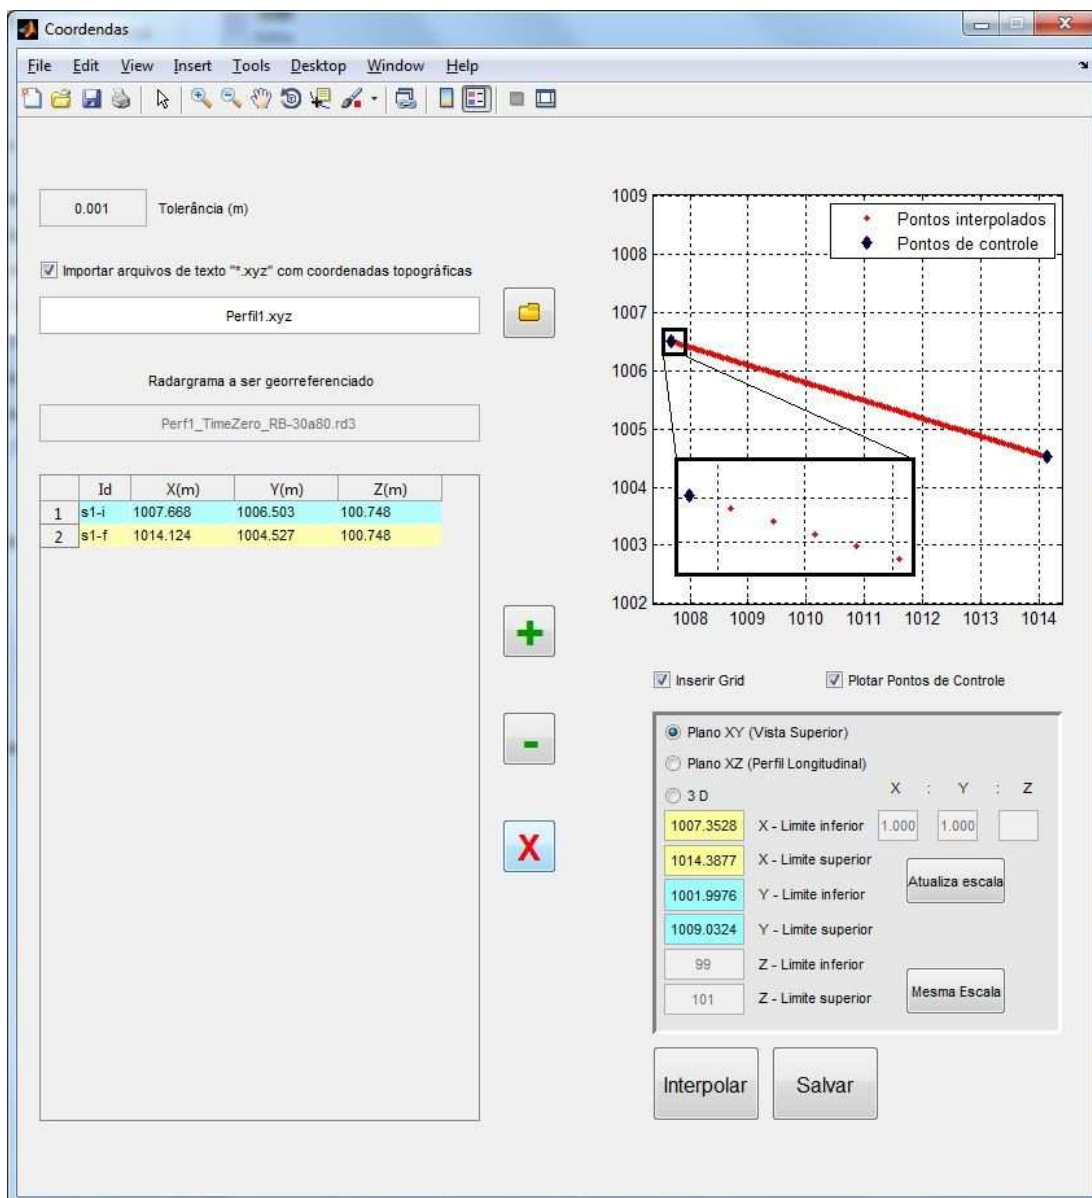 Coordendas
File Edit View Insert Tools Desktop Window Help
0.001 Tolerância (m)
Importar arquivos de texto "*.xyz" com coordenadas topográficas
Perfil1.xyz
Radargrama a ser georreferenciado
Perf1_TimeZero_RB-30a80.rd3
Id X(m) Y(m) Z(m)
1 s1-i 1007.668 1006.503 100.748
2 s1-f 1014.124 1004.527 100.748
+
-
X
1009
1008
1007
1006
1005
1004
1003
1002
1008 1009 1010 1011 1012 1013 1014
Pontos interpolados
Pontos de controle
Inserir Grid Plotar Pontos de Controle
Plano XY (Vista Superior)
Plano XZ (Perfil Longitudinal)
3 D X : Y : Z
1007.3528 X - Limite inferior 1.000 1.000
1014.3877 X - Limite superior
Atualiza escala
1001.9976 Y - Limite inferior
1009.0324 Y - Limite superior
99 Z - Limite inferior
101 Z - Limite superior
Mesma Escala
Interpolar Salvar